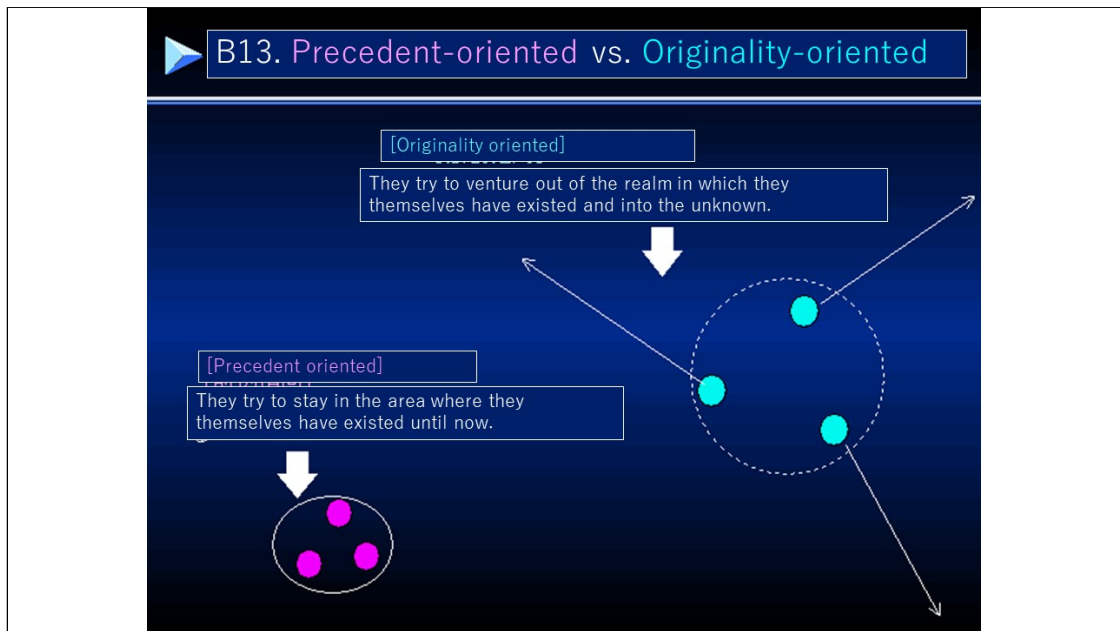 B13. Precedent-oriented vs. Originality-oriented
[Originality oriented]
They try to venture out of the realm in which they
themselves have existed and into the unknown.
[Precedent oriented]
They try to stay in the area where they
themselves have existed until now.